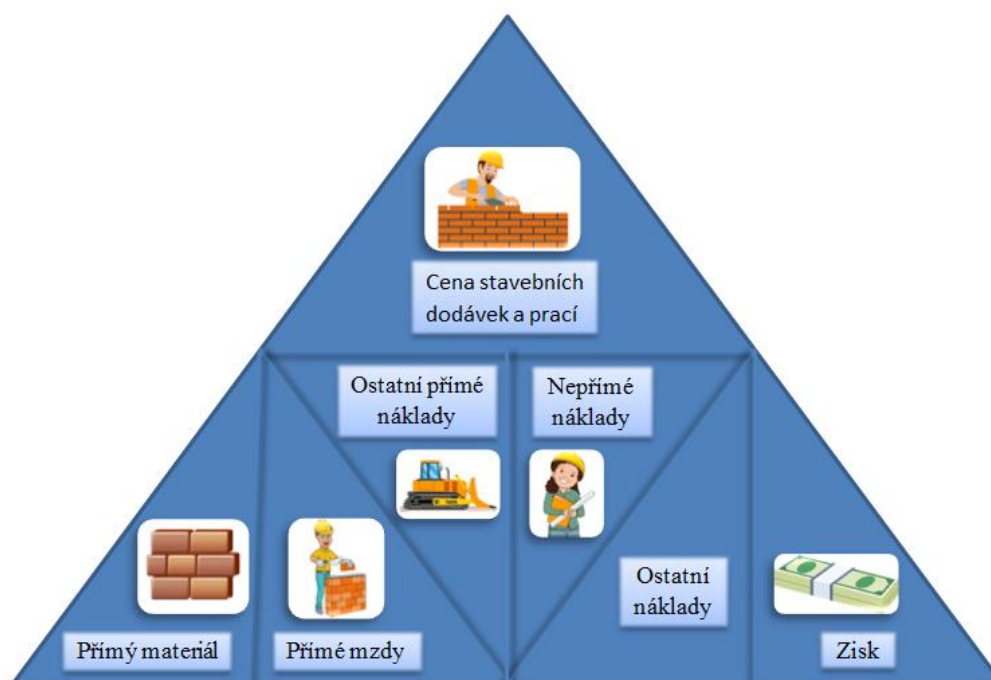 Cena stavebních
dodávek a prací
Ostatní přímé
náklady
Nepřímé
náklady
Ostatní
náklady
Přímý materiál
Přímé mzdy
Zisk